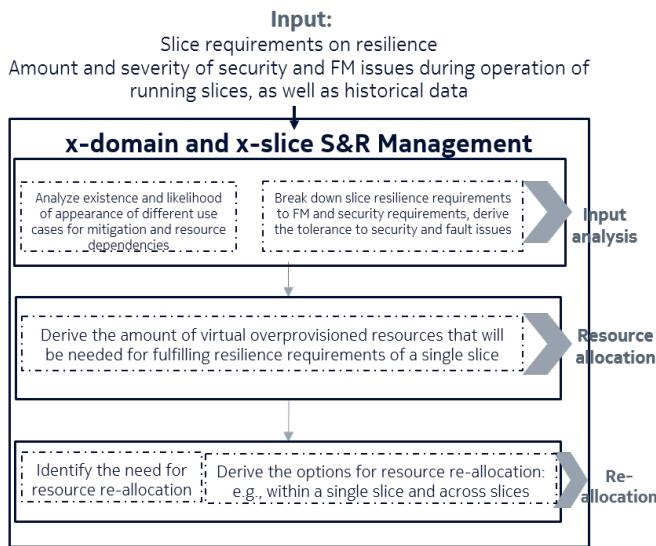 Input:
Slice requirements on resilience
Amount and severity of security and FM issues during operation of
running slices, as well as historical data
x-domain and x-slice S&R Management
Analyze existence and likelihood
of appearance of different use
cases for mitigation and resource
dependencies
Break down slice resilience requirements
to FM and security requirements, derive
the tolerance to security and fault issues
Input
analysis
Derive the amount of virtual overprovisioned resources that will
be needed for fulfilling resilience requirements of a single slice
Resource
allocation
Identify the need for
resource re-allocation
Derive the options for resource re-allocation:
e.g., within a single slice and across slices
Re-
allocation